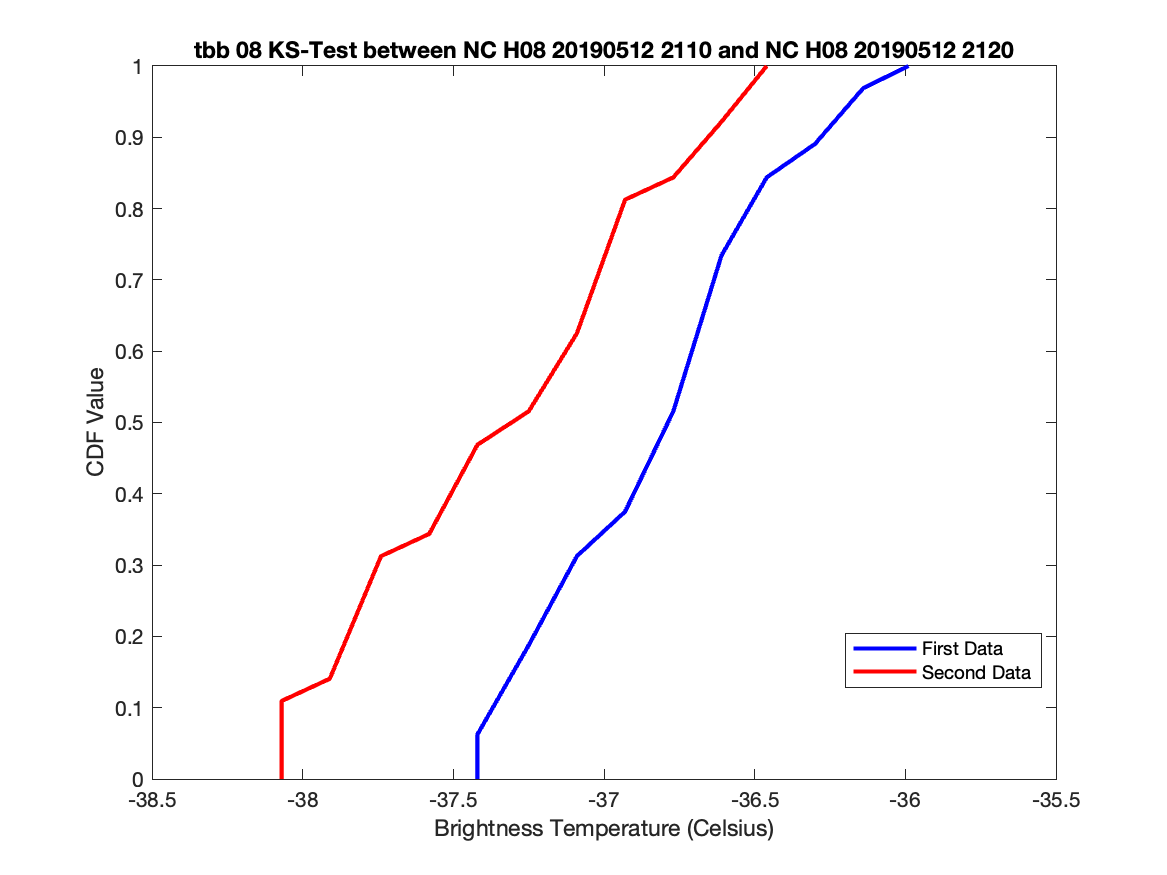 tbb 08 KS-Test between NC H08 20190512 2110 and NC H08 20190512 2120
1
0.9
0.8
0.7
0.6
0.5
0.4
0.3
0.2
0.1
0
CDF Value
First Data
Second Data
-38.5 -38 -37.5 -37 -36.5 -36 -35.5
Brightness Temperature (Celsius)